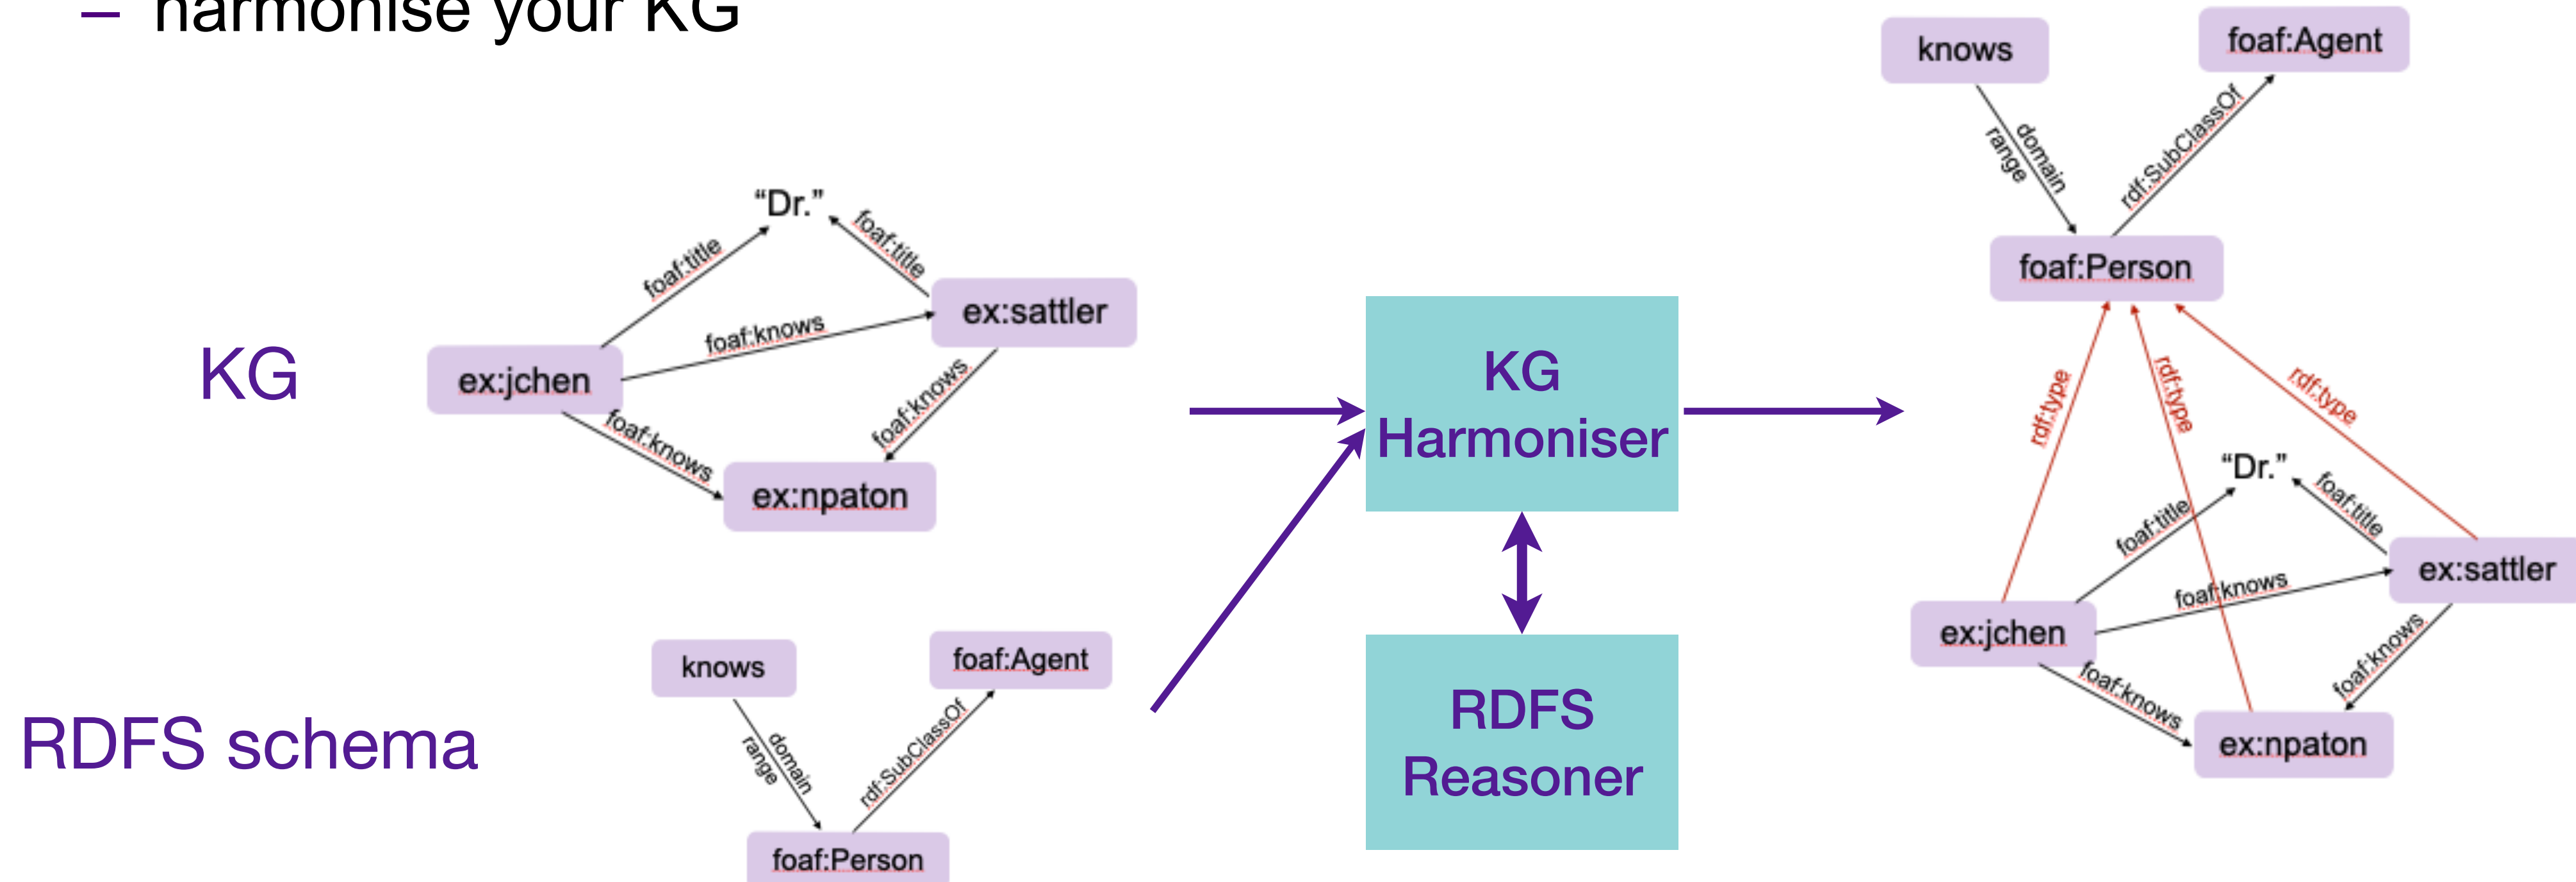 – harmonise your KG
KG
“Dr.”
foaf:title
foaf:title
ex:sattler
foaf:knows
ex:jchen
foaf:knows
foaf:knows
ex:npaton
RDFS schema
knows
foaf:Agent
domain
range
rdf:SubClassOf
foaf:Person
KG
Harmoniser
RDFS
Reasoner
knows
foaf:Agent
domain
range
rdf:SubClassOf
foaf:Person
rdf:type
rdf:type
rdf:type
“Dr.”
foaf:title
foaf:title
ex:sattler
foaf:knows
ex:jchen
foaf:knows
foaf:knows
ex:npaton